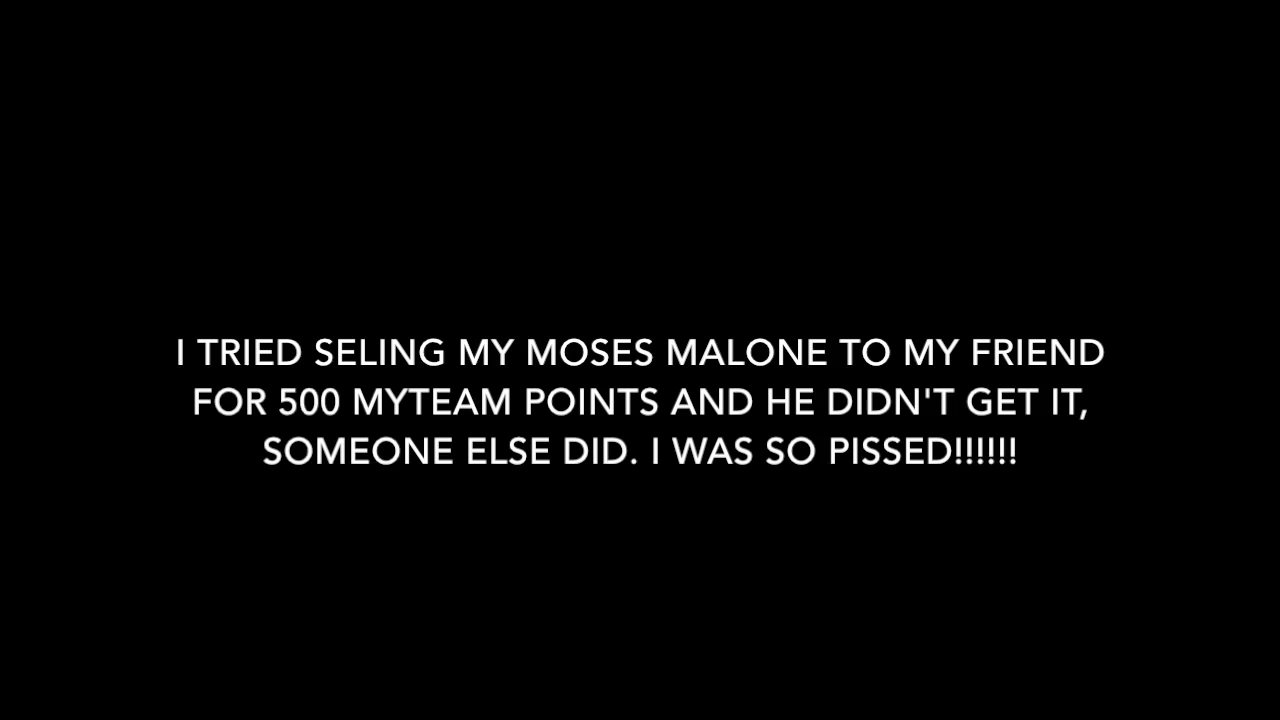 I TRIED SELING MY MOSES MALONE TO MY FRIEND
FOR 500 MYTEAM POINTS AND HE DIDN'T GET IT,
SOMEONE ELSE DID. I WAS SO PISSED!!!!!!